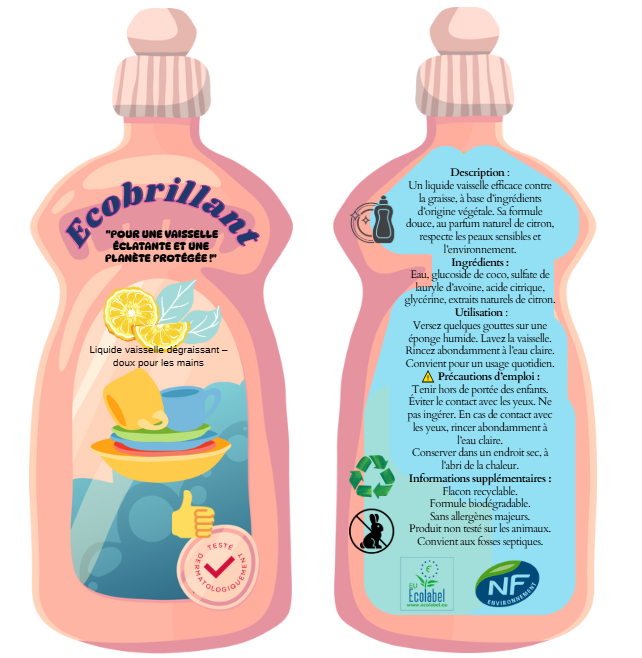 Ecobrillant
"POUR UNE VAISSELLE
ÉCLATANTE ET UNE
PLANÈTE PROTÉGÉE !"
Liquide vaisselle dégraissant –
doux pour les mains
TESTÉ
DERMATOLOGIQUEMENT
Description :
Un liquide vaisselle efficace contre
la graisse, à base d'ingrédients
d'origine végétale. Sa formule
douce, au parfum naturel de citron,
respecte les peaux sensibles et
l'environnement.
Ingrédients :
Eau, glucoside de coco, sulfate de
lauryle d'avoine, acide citrique,
glycérine, extraits naturels de citron.
Utilisation :
Versez quelques gouttes sur une
éponge humide. Lavez la vaisselle.
Rincez abondamment à l'eau claire.
Convient pour un usage quotidien.
⚠ Précautions d'emploi :
Tenir hors de portée des enfants.
Éviter le contact avec les yeux. Ne
pas ingérer. En cas de contact avec
les yeux, rincer abondamment à
l'eau claire.
Conserver dans un endroit sec, à
l'abri de la chaleur.
Informations supplémentaires :
Flacon recyclable.
Formule biodégradable.
Sans allergènes majeurs.
Produit non testé sur les animaux.
Convient aux fosses septiques.
€
EU
Ecolabel
www.ecolabel.eu
NF
ENVIRONNEMENT